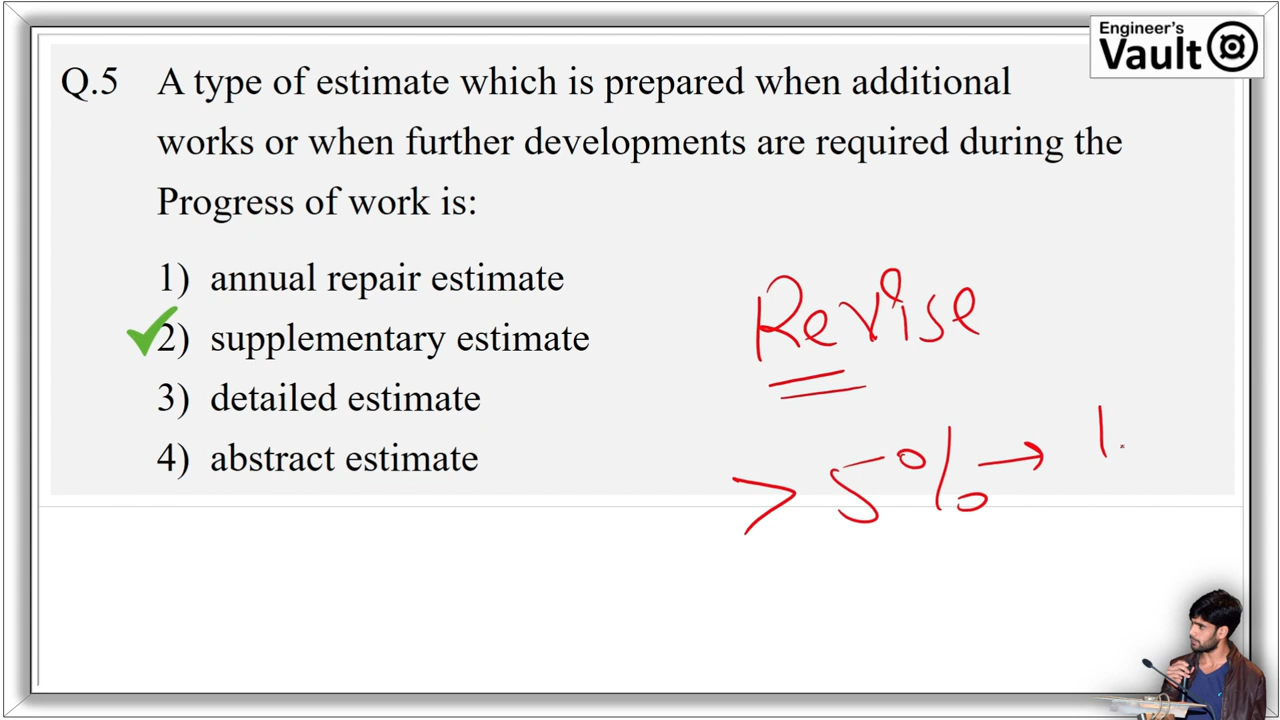 Engineer's
Vault
Q.5 A type of estimate which is prepared when additional
works or when further developments are required during the
Progress of work is:
1) annual repair estimate
2) supplementary estimate
3) detailed estimate
4) abstract estimate
Revise
> 5% →